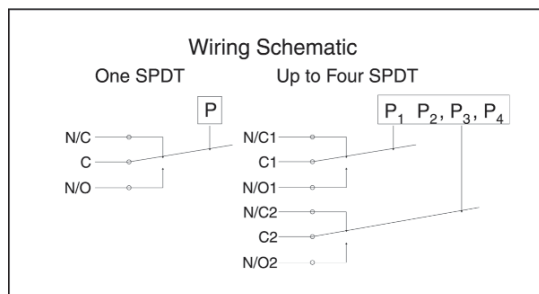 Wiring Schematic
One SPDT
Up to Four SPDT
P
P1 P2, P3, P4
N/C
C
N/O
N/C1
C1
N/O1
N/C2
C2
N/O2